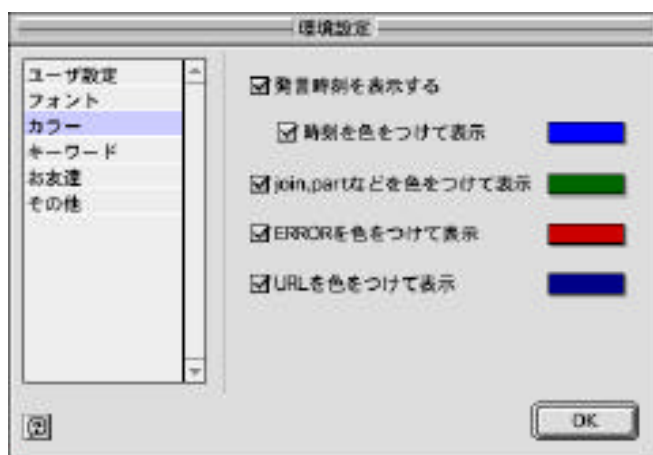 環境設定
ユーザ設定
フォント
カラー
キーワード
お友達
その他
発言時刻を表示する
時刻を色をつけて表示
join,partなどを色をつけて表示
ERRORを色をつけて表示
URLを色をつけて表示
OK